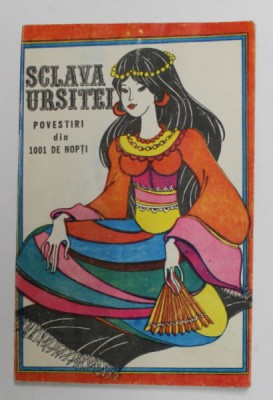 SCLAVA
URSITEI
POVESTIRI
din
1001 DE NOPȚI